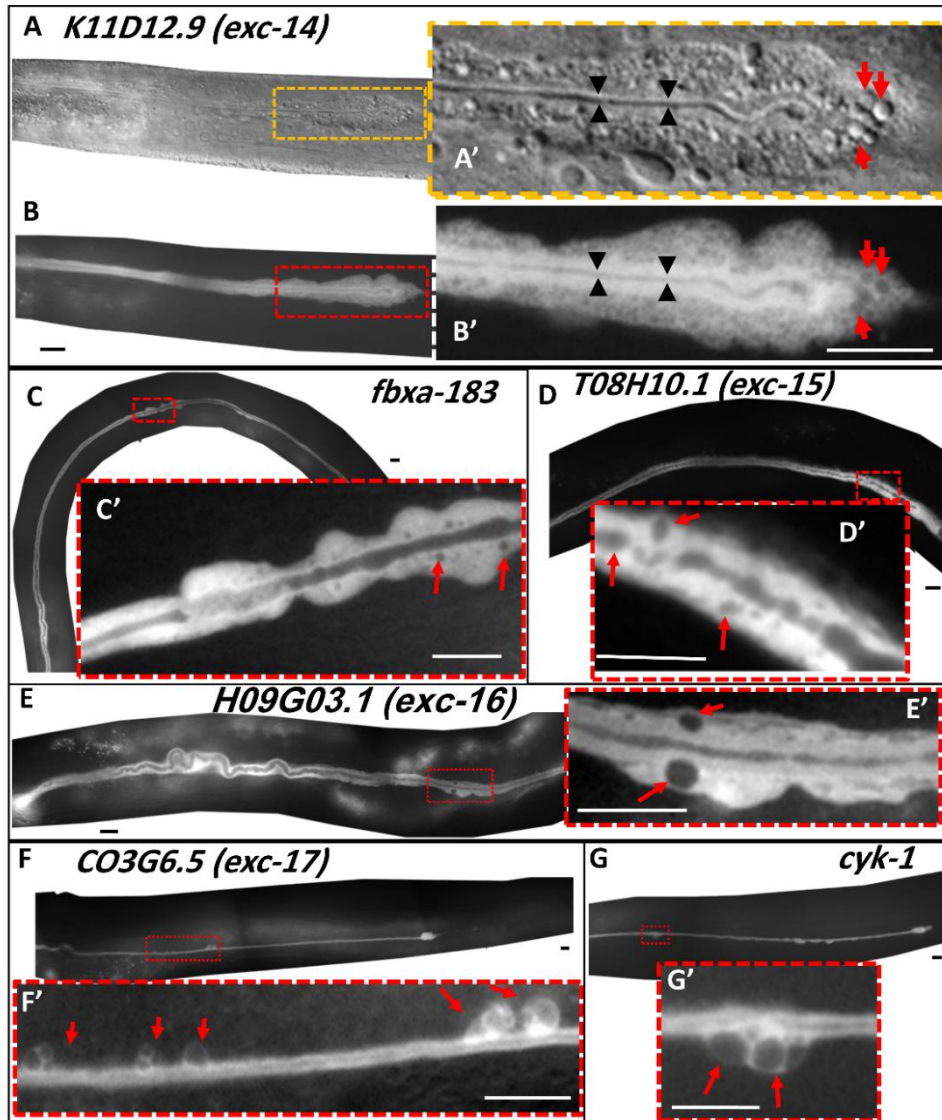 A K11D12.9 (exc-14)
A'
B
B'
C fbxa-183
C'
D T08H10.1 (exc-15)
D'
E H09G03.1 (exc-16)
E'
F CO3G6.5 (exc-17)
F'
G cyk-1
G'